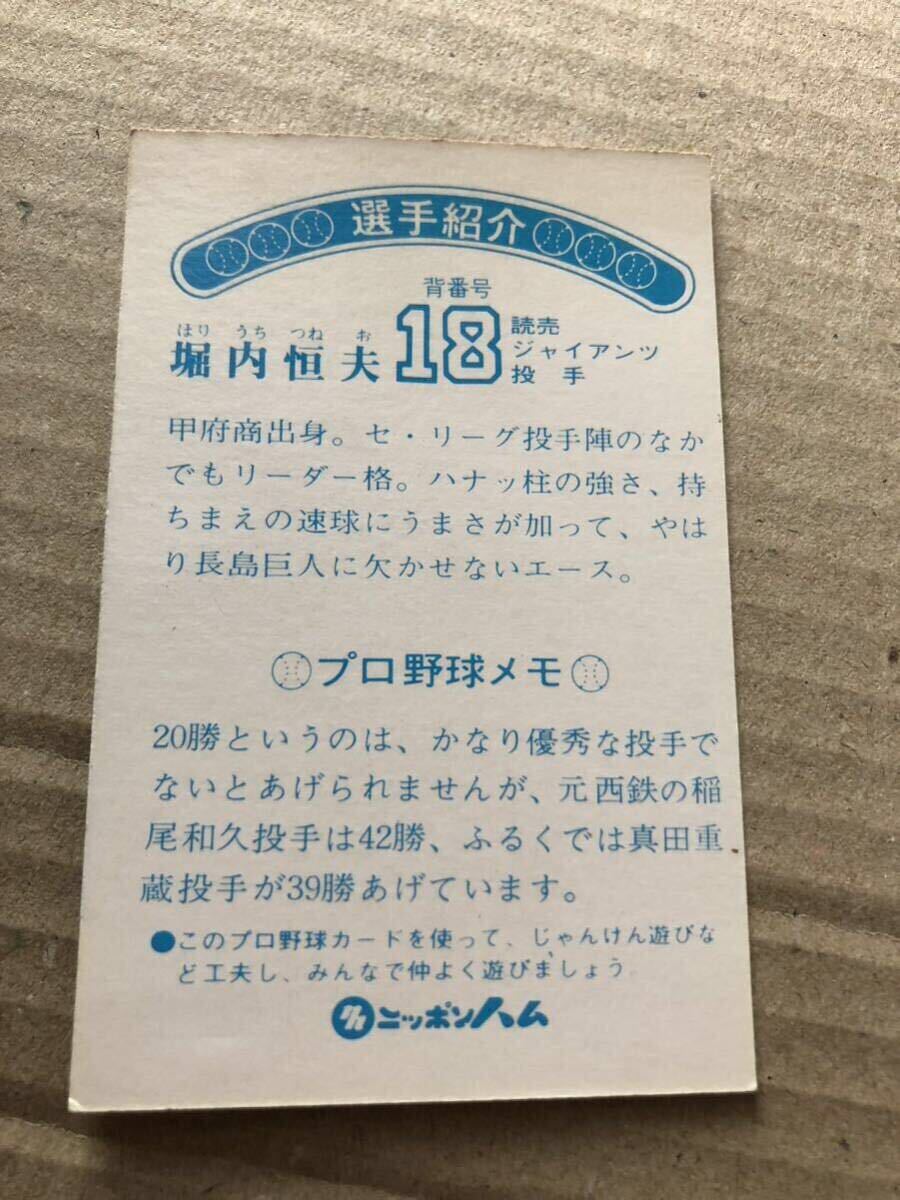 選手紹介
背番号
はり うち つね お
堀内恒夫
18
読売
ジャイアンツ
投手
甲府商出身。セ・リーグ投手陣のなか
でもリーダー格。ハナッ柱の強さ、持
ちまえの速球にうまさが加って、やは
り長島巨人に欠かせないエース。
プロ野球メモ
20勝というのは、かなり優秀な投手で
ないとあげられませんが、元西鉄の稲
尾和久投手は42勝、ふるくでは真田重
蔵投手が39勝あげています。
●このプロ野球カードを使って、じゃんけん遊びな
ど工夫し、みんなで仲よく遊びましょう
ニッポンハム